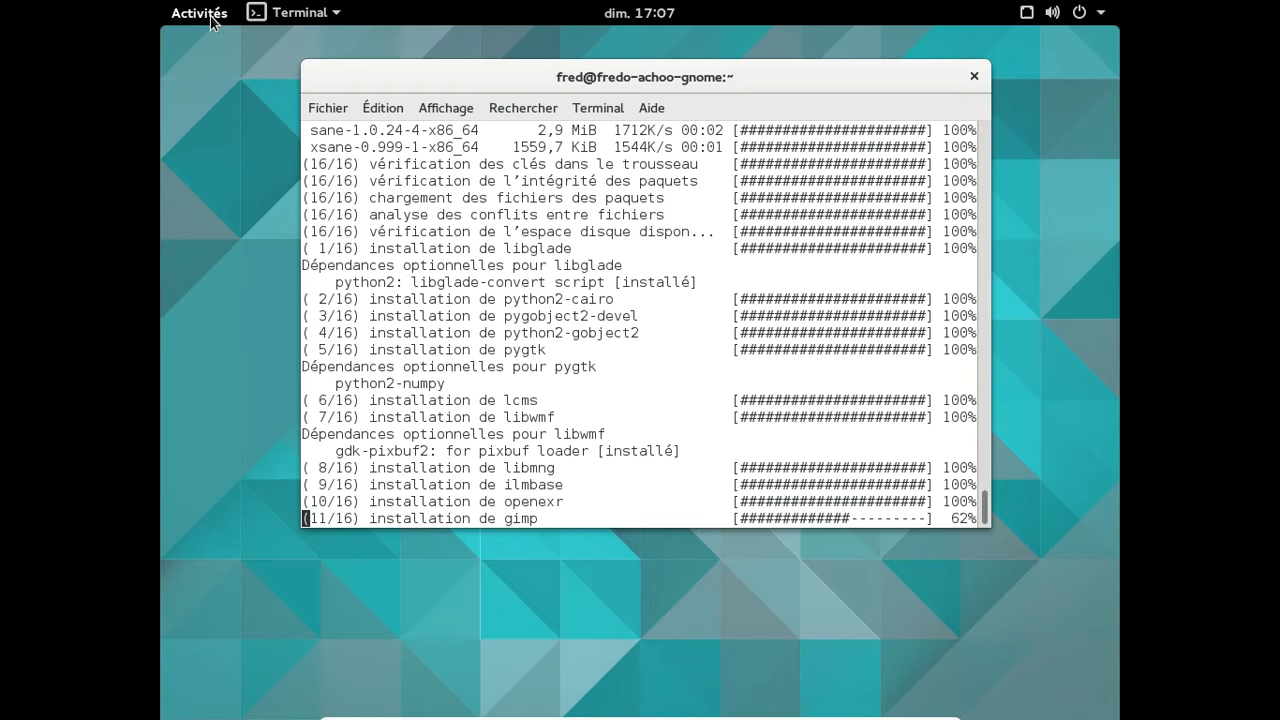 Activités Terminal dim. 17:07
fred@fredo-achoo-gnome:~
Fichier Édition Affichage Rechercher Terminal Aide
sane-1.0.24-4-x86_64 2,9 MiB 1712K/s 00:02 [######################] 100%
xsane-0.999-1-x86_64 1559,7 KiB 1544K/s 00:01 [######################] 100%
(16/16) vérification des clés dans le trousseau [######################] 100%
(16/16) vérification de l’intégrité des paquets [######################] 100%
(16/16) chargement des fichiers des paquets [######################] 100%
(16/16) analyse des conflits entre fichiers [######################] 100%
(16/16) vérification de l’espace disque dispon... [######################] 100%
( 1/16) installation de libglade [######################] 100%
Dépendances optionnelles pour libglade
python2: libglade-convert script [installé]
( 2/16) installation de python2-cairo [######################] 100%
( 3/16) installation de pygobject2-devel [######################] 100%
( 4/16) installation de python2-gobject2 [######################] 100%
( 5/16) installation de pygtk [######################] 100%
Dépendances optionnelles pour pygtk
python2-numpy
( 6/16) installation de lcms [######################] 100%
( 7/16) installation de libwmf [######################] 100%
Dépendances optionnelles pour libwmf
gdk-pixbuf2: for pixbuf loader [installé]
( 8/16) installation de libmng [######################] 100%
( 9/16) installation de ilmbase [######################] 100%
(10/16) installation de openexr [######################] 100%
(11/16) installation de gimp [#############---------] 62%